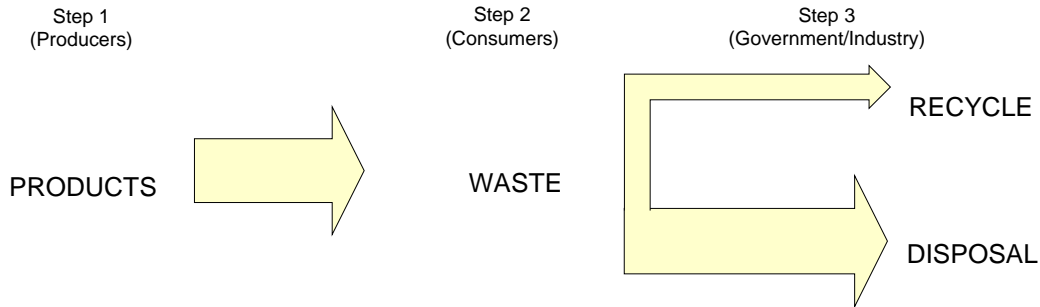 Step 1
(Producers)
Step 2
(Consumers)
Step 3
(Government/Industry)
RECYCLE
PRODUCTS
WASTE
DISPOSAL